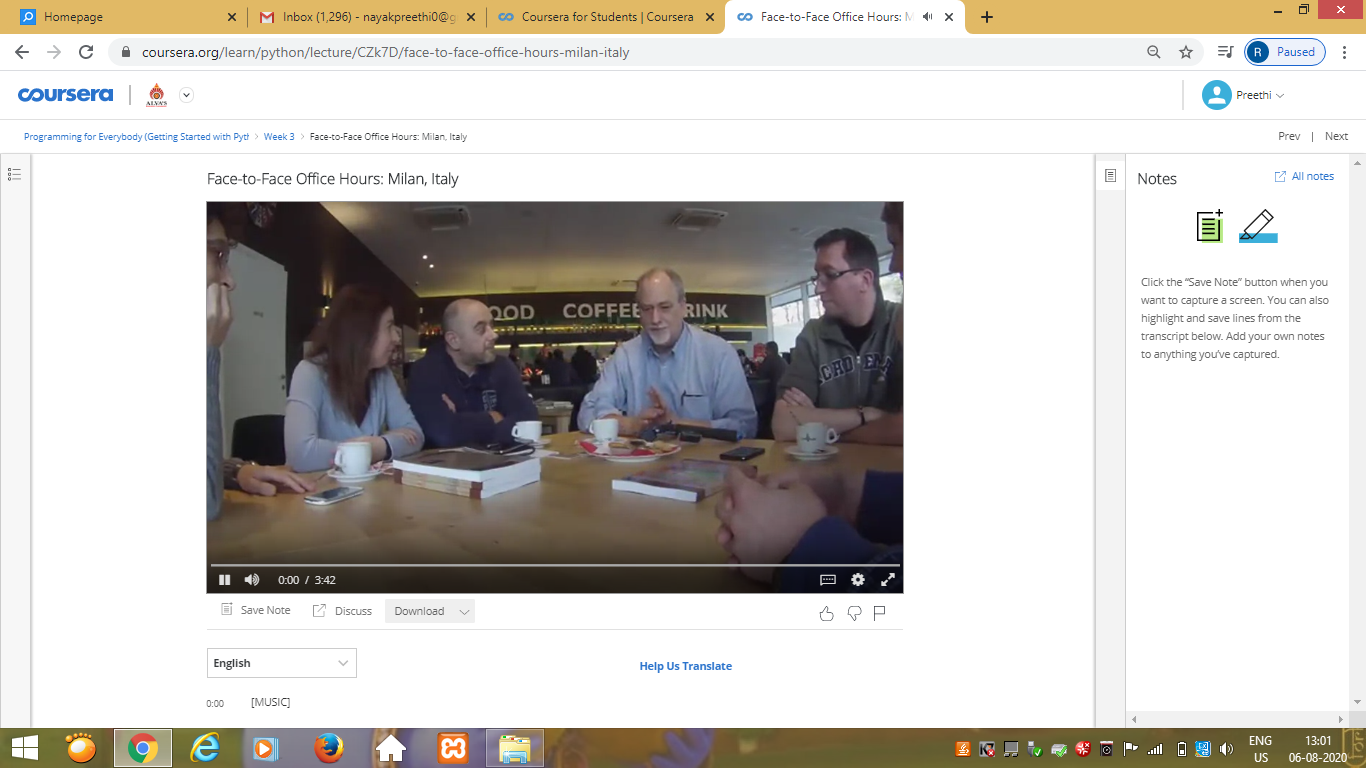 Homepage
Inbox (1,296) - nayakpreethi0@g
Coursera for Students | Coursera
Face-to-Face Office Hours: M
coursera.org/learn/python/lecture/CZk7D/face-to-face-office-hours-milan-italy
R Paused
coursera
ALVA'S
Preethi
Programming for Everybody (Getting Started with Pyth
Week 3
Face-to-Face Office Hours: Milan, Italy
Prev | Next
Face-to-Face Office Hours: Milan, Italy
Notes
All notes
Click the “Save Note” button when you
want to capture a screen. You can also
highlight and save lines from the
transcript below. Add your own notes
to anything you’ve captured.
OOD COFFEE DRINK
0:00 / 3:42
Save Note
Discuss
Download
English
Help Us Translate
0:00 [MUSIC]
ENG
US
13:01
06-08-2020